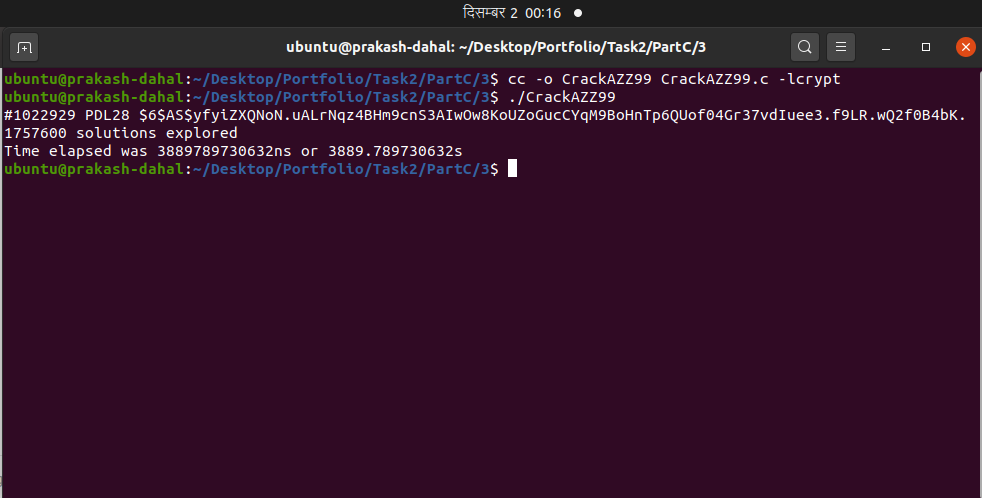 दिसम्बर 2 00:16
ubuntu@prakash-dahal: ~/Desktop/Portfolio/Task2/PartC/3
ubuntu@prakash-dahal:~/Desktop/Portfolio/Task2/PartC/3$ cc -o CrackAZZ99 CrackAZZ99.c -lcrypt
ubuntu@prakash-dahal:~/Desktop/Portfolio/Task2/PartC/3$ ./CrackAZZ99
#1022929 PDL28 $6$AS$yfyiZXQNoN.uALrNqz4BHm9cnS3AIwOw8KoUZoGucCYqM9BoHnTp6QUof04Gr37vdIuee3.f9LR.wQ2f0B4bK.
1757600 solutions explored
Time elapsed was 3889789730632ns or 3889.789730632s
ubuntu@prakash-dahal:~/Desktop/Portfolio/Task2/PartC/3$